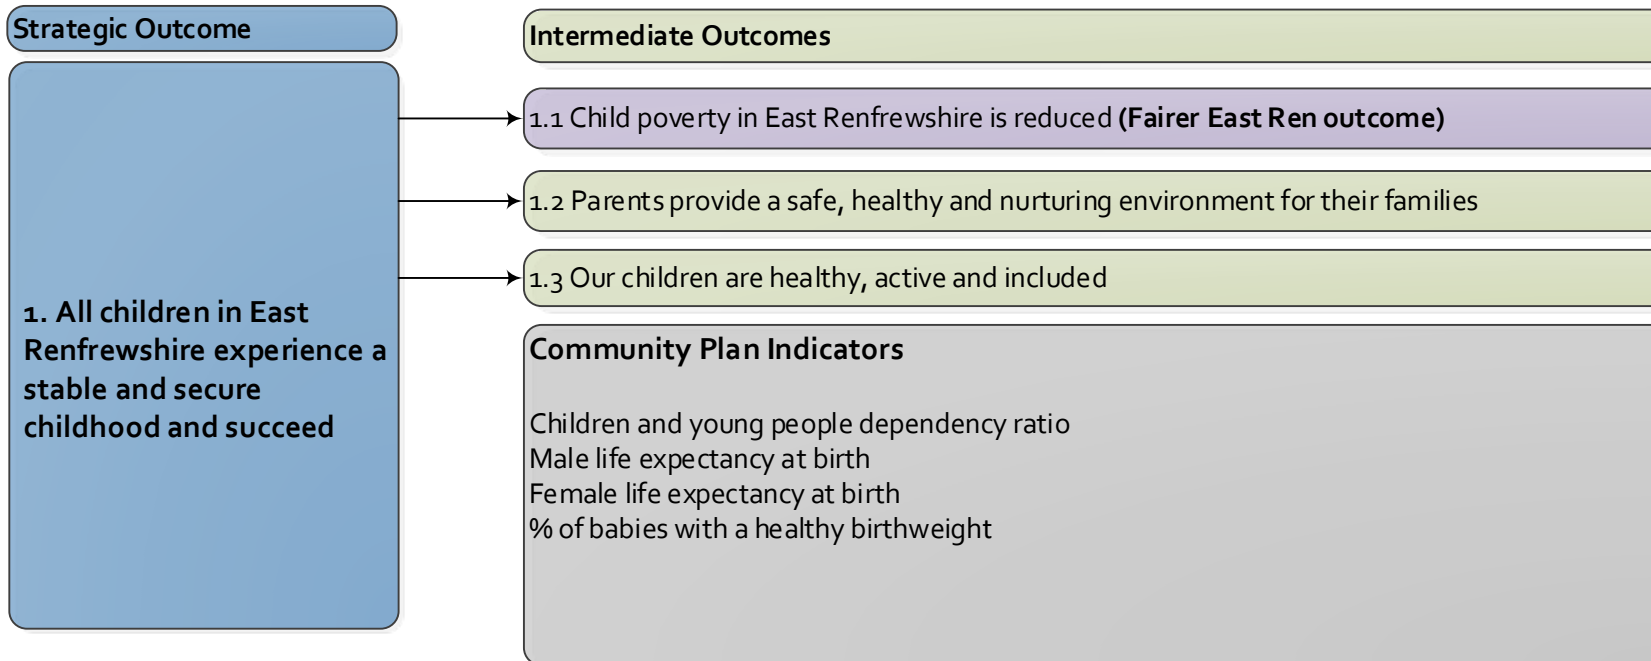 Strategic Outcome
1. All children in East
Renfrewshire experience a
stable and secure
childhood and succeed
Intermediate Outcomes
1.1 Child poverty in East Renfrewshire is reduced (Fairer East Ren outcome)
1.2 Parents provide a safe, healthy and nurturing environment for their families
1.3 Our children are healthy, active and included
Community Plan Indicators
Children and young people dependency ratio
Male life expectancy at birth
Female life expectancy at birth
% of babies with a healthy birthweight